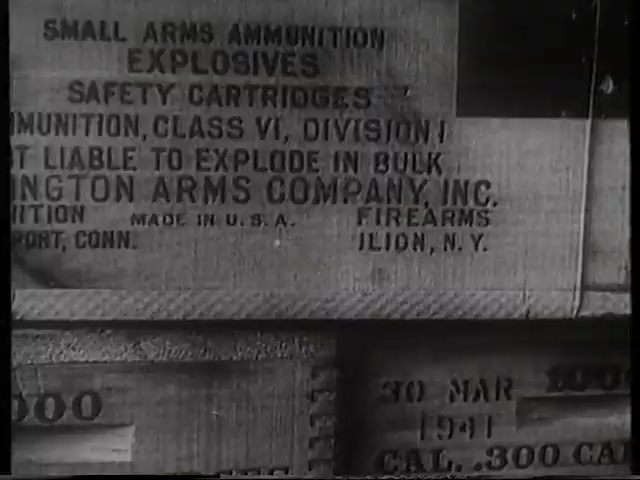 SMALL ARMS AMMUNITION
EXPLOSIVES
SAFETY CARTRIDGES
MUNITION, CLASS VI, DIVISION I
T LIABLE TO EXPLODE IN BULK
INGTON ARMS COMPANY, INC.
ITION MADE IN U.S.A. FIREARMS
PORT, CONN. ILION, N.Y.
000
30 MAR
1941
CAL. .300 CA